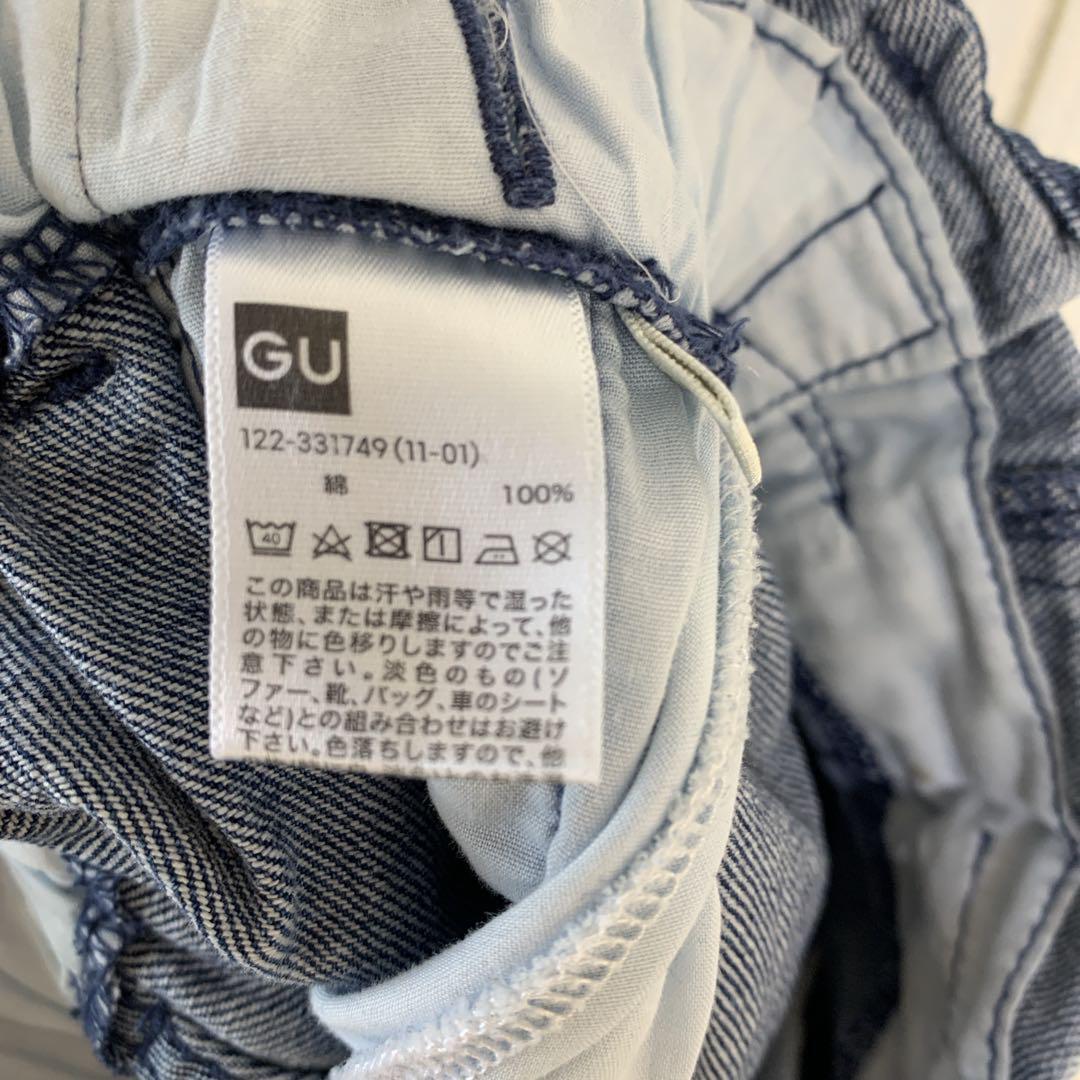 GU
122-331749 (11-01)
綿 100%
40
この商品は汗や雨等で湿った
状態、または摩擦によって、他
の物に色移りしますのでご注
意下さい。淡色のもの(ソ
ファー、靴、バッグ、車のシート
など)との組み合わせはお避け
下さい。色落ちしますので、他